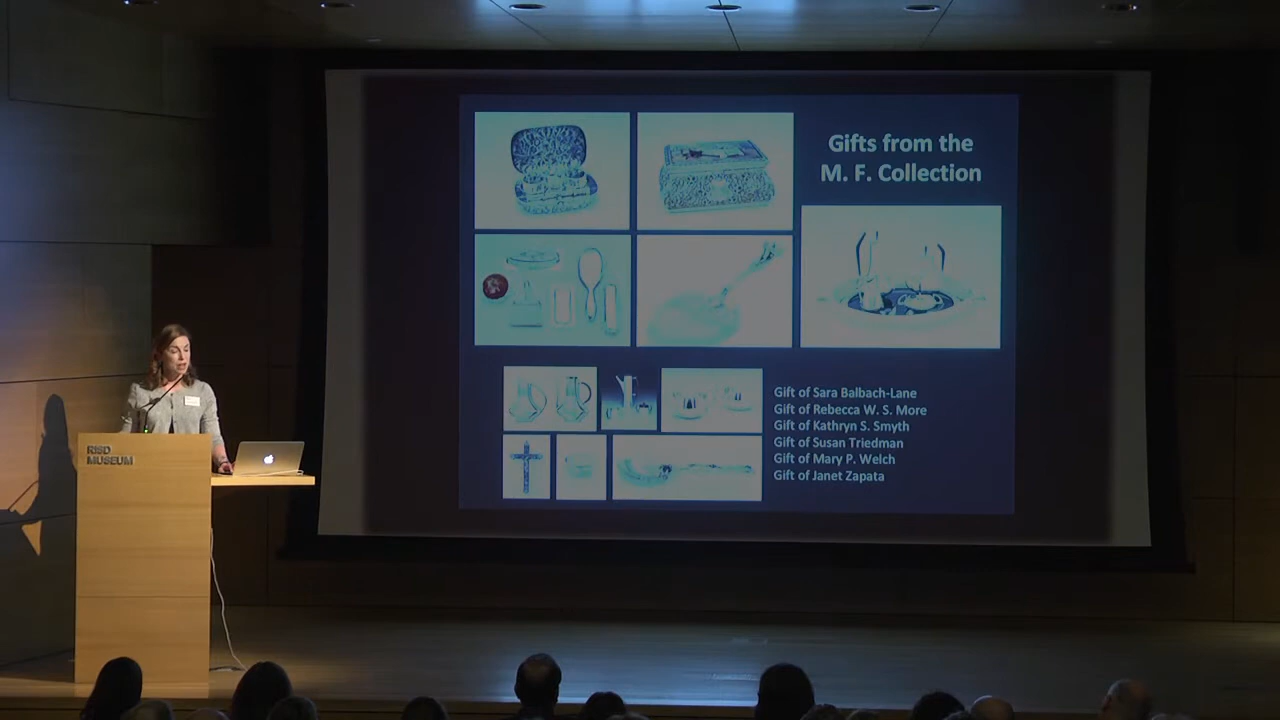 Gifts from the
M. F. Collection
Gift of Sara Balbach-Lane
Gift of Rebecca W. S. More
Gift of Kathryn S. Smyth
Gift of Susan Triedman
Gift of Mary P. Welch
Gift of Janet Zapata
RISD
MUSEUM